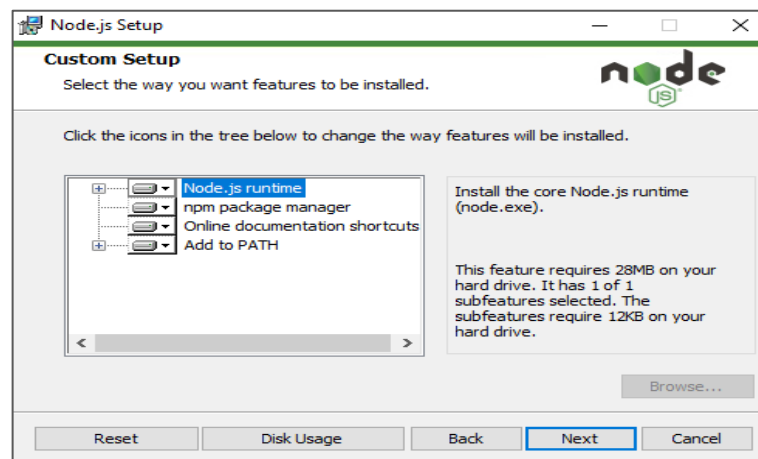 Node.js Setup
Custom Setup
Select the way you want features to be installed.
node
JS
Click the icons in the tree below to change the way features will be installed.
Node.js runtime
npm package manager
Online documentation shortcuts
Add to PATH
Install the core Node.js runtime
(node.exe).
This feature requires 28MB on your
hard drive. It has 1 of 1
subfeatures selected. The
subfeatures require 12KB on your
hard drive.
Browse...
Reset
Disk Usage
Back
Next
Cancel